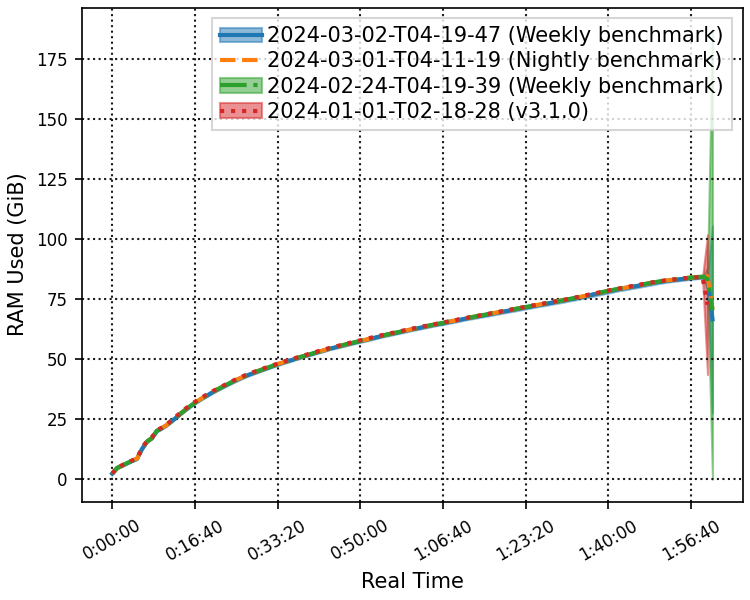 2024-03-02-T04-19-47 (Weekly benchmark)
2024-03-01-T04-11-19 (Nightly benchmark)
2024-02-24-T04-19-39 (Weekly benchmark)
2024-01-01-T02-18-28 (v3.1.0)
RAM Used (GiB)
175
150
125
100
75
50
25
0
0:00:00
0:16:40
0:33:20
0:50:00
1:06:40
1:23:20
1:40:00
1:56:40
Real Time